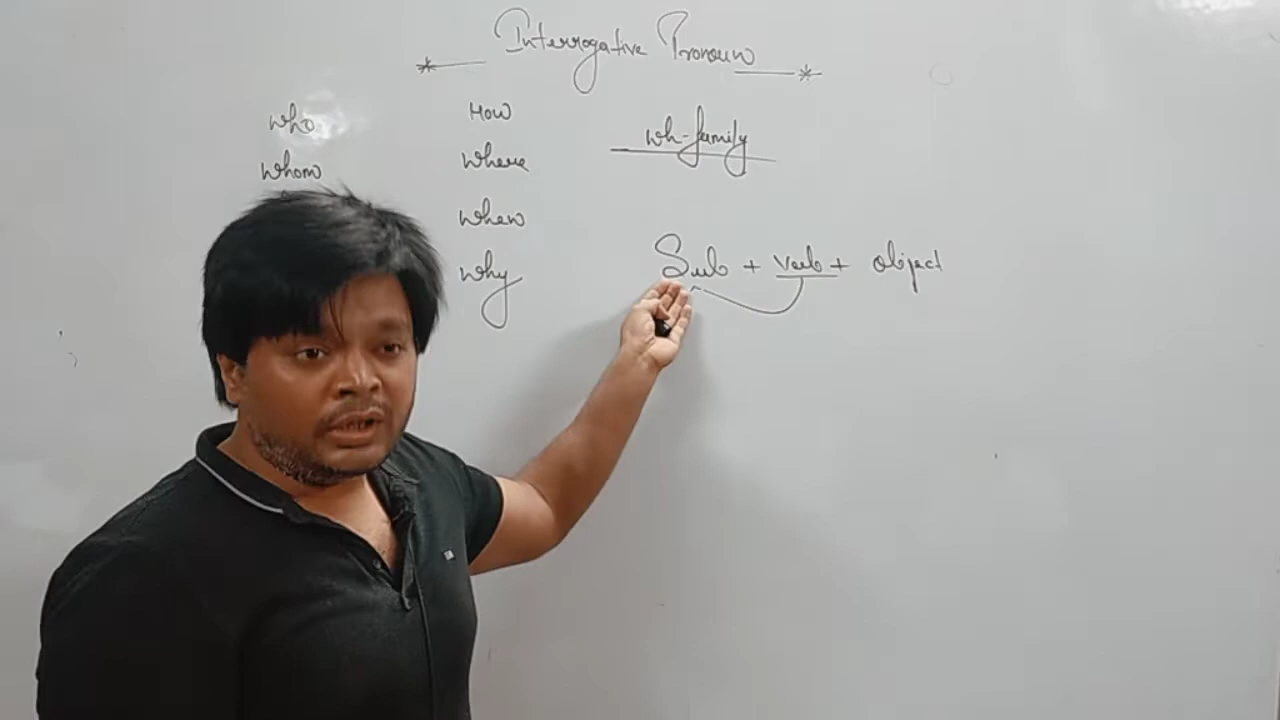 Interrogative Pronoun
who
whom
How
where
when
why
wh-family
Sub + verb + object